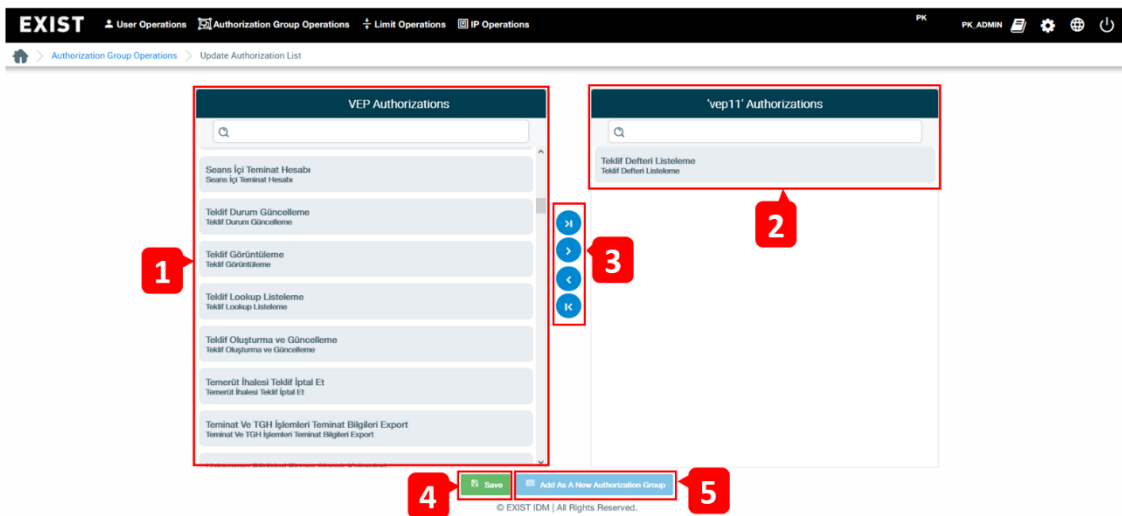 EXIST User Operations Authorization Group Operations Limit Operations IP Operations PK PK_ADMIN
Authorization Group Operations > Update Authorization List
VEP Authorizations
Seans İçi Teminat Hesabı
Seans İçi Teminat Hesabı
Teklif Durum Güncelleme
Teklif Durum Güncelleme
Teklif Görüntüleme
Teklif Görüntüleme
Teklif Lookup Listeleme
Teklif Lookup Listeleme
Teklif Oluşturma ve Güncelleme
Teklif Oluşturma ve Güncelleme
Temerüt İhalesi Teklif İptal Et
Temerüt İhalesi Teklif İptal Et
Teminat Ve TGH İşlemleri Teminat Bilgileri Export
Teminat Ve TGH İşlemleri Teminat Bilgileri Export
1
3
'vep11' Authorizations
Teklif Defteri Listeleme
Teklif Defteri Listeleme
2
4
Save
Add As A New Authorization Group
5
© EXIST IDM | All Rights Reserved.